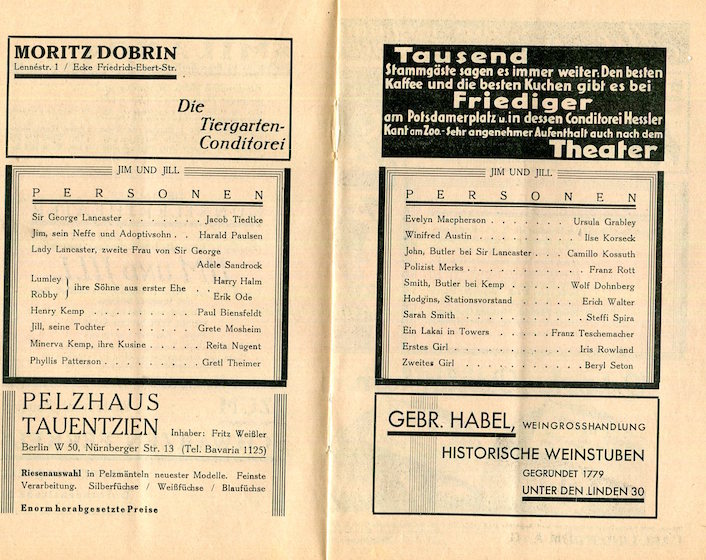 MORITZ DOBRIN
Lennéstr. 1 / Ecke Friedrich-Ebert-Str.
Die
Tiergarten-
Conditorei
JIM UND JILL
PERSONEN
Sir George Lancaster . . . . . . . Jacob Tiedtke
Jim, sein Neffe und Adoptivsohn . . Harald Paulsen
Lady Lancaster, zweite Frau von Sir George
Adele Sandrock
Lumley } ihre Söhne aus erster Ehe . . Harry Halm
Robby Erik Ode
Henry Kemp . . . . . . . . . Paul Biensfeldt
Jill, seine Tochter . . . . . . . . Grete Mosheim
Minerva Kemp, ihre Kusine . . . . . Reita Nugent
Phyllis Patterson . . . . . . . . . Gretl Theimer
PELZHAUS
TAUENTZIEN Inhaber: Fritz Weißler
Berlin W 50, Nürnberger Str. 13 (Tel. Bavaria 1125)
Riesenauswahl in Pelzmänteln neuester Modelle. Feinste
Verarbeitung. Silberfüchse / Weißfüchse / Blaufüchse
Enorm herabgesetzte Preise
Tausend
Stammgäste sagen es immer weiter: Den besten
Kaffee und die besten Kuchen gibt es bei
Friediger
am Potsdamerplatz u. in dessen Conditorei Hessler
Kant am Zoo.- Sehr angenehmer Aufenthalt auch nach dem
Theater
JIM UND JILL
PERSONEN
Evelyn Macpherson . . . . . . . Ursula Grabley
Winifred Austin . . . . . . . . Ilse Korseck
John, Butler bei Sir Lancaster . . . Camillo Kossuth
Polizist Merks . . . . . . . . . Franz Rott
Smith, Butler bei Kemp . . . . . Wolf Dohnberg
Hodgins, Stationsvorstand . . . . . Erich Walter
Sarah Smith . . . . . . . . . . Steffi Spira
Ein Lakai in Towers . . . . . Franz Teschemacher
Erstes Girl . . . . . . . . . . Iris Rowland
Zweites Girl . . . . . . . . . . Beryl Seton
GEBR. HABEL, WEINGROSSHANDLUNG
HISTORISCHE WEINSTUBEN
GEGRÜNDET 1779
UNTER DEN LINDEN 30